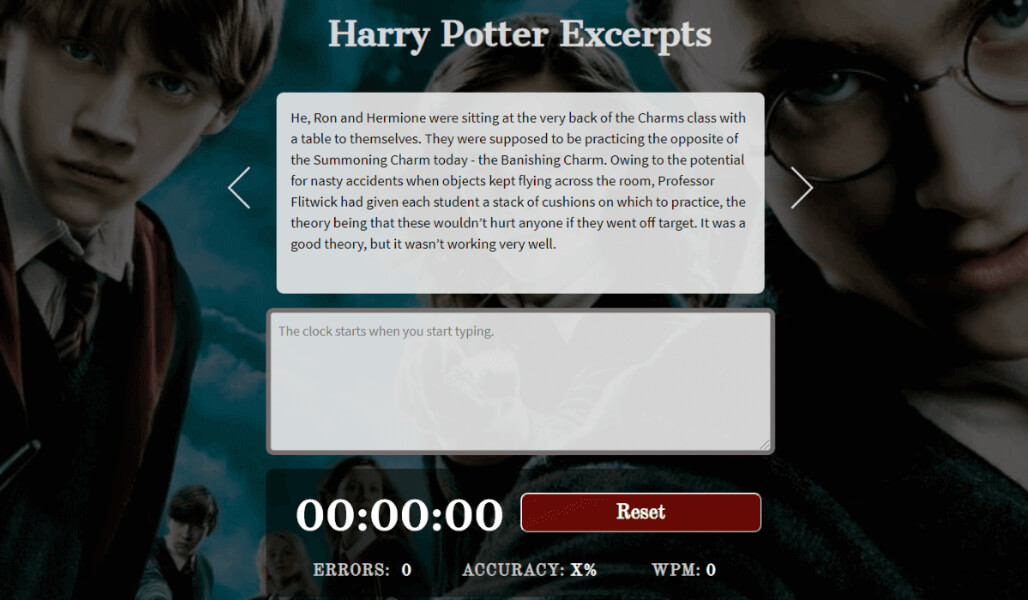 Harry Potter Excerpts
He, Ron and Hermione were sitting at the very back of the Charms class with
a table to themselves. They were supposed to be practicing the opposite of
the Summoning Charm today - the Banishing Charm. Owing to the potential
for nasty accidents when objects kept flying across the room, Professor
Flitwick had given each student a stack of cushions on which to practice, the
theory being that these wouldn’t hurt anyone if they went off target. It was a
good theory, but it wasn’t working very well.
The clock starts when you start typing.
00:00:00
Reset
ERRORS: 0
ACCURACY: X%
WPM: 0